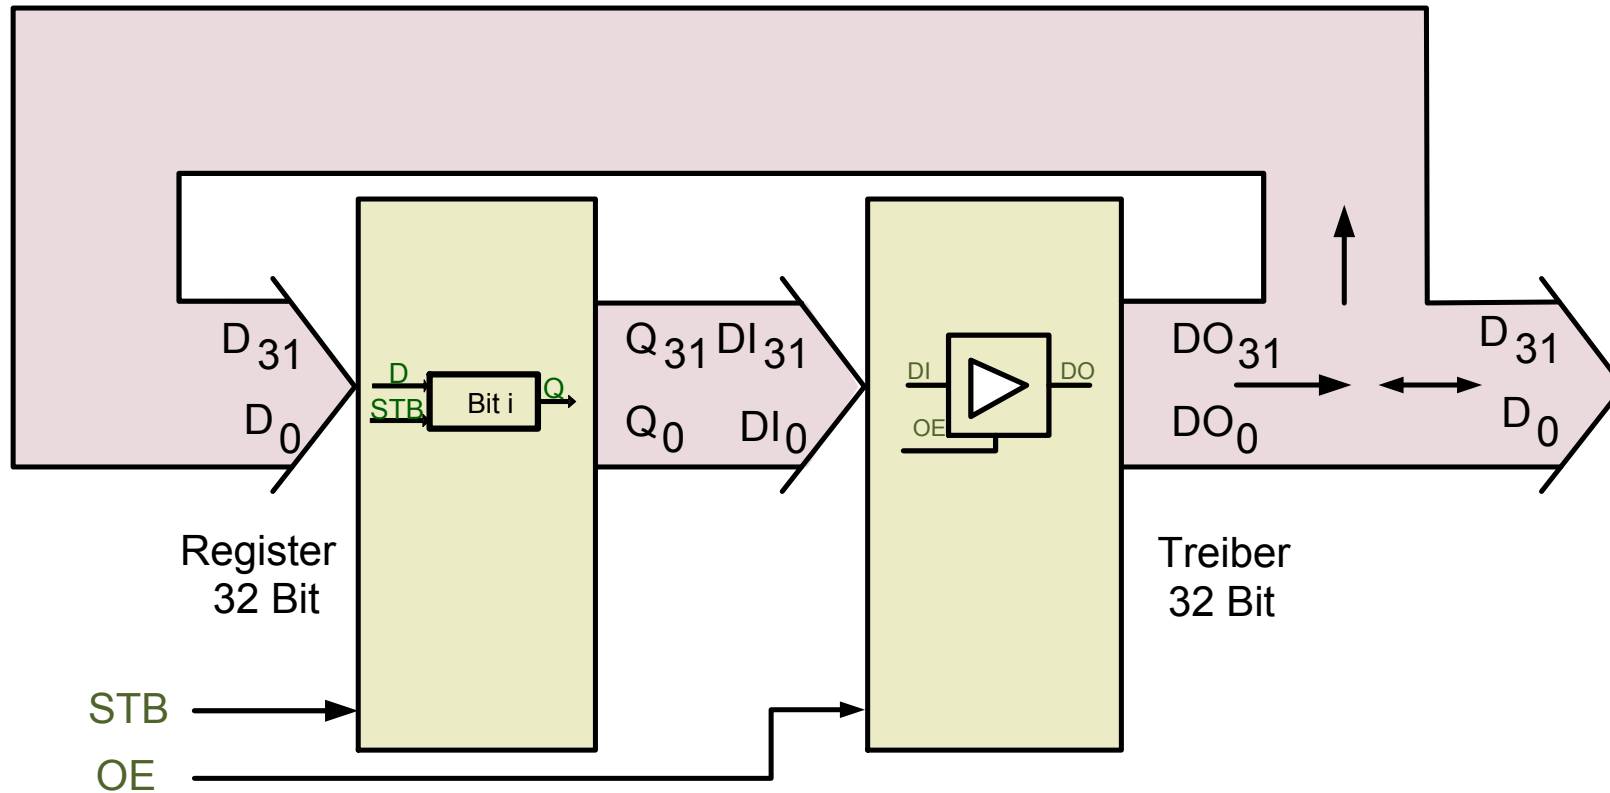 D31
D0
D
STB
Bit i
Q
Q31 DI31
Q0 DI0
DI
OE
DO
DO31
DO0
D31
D0
Register
32 Bit
Treiber
32 Bit
STB
OE